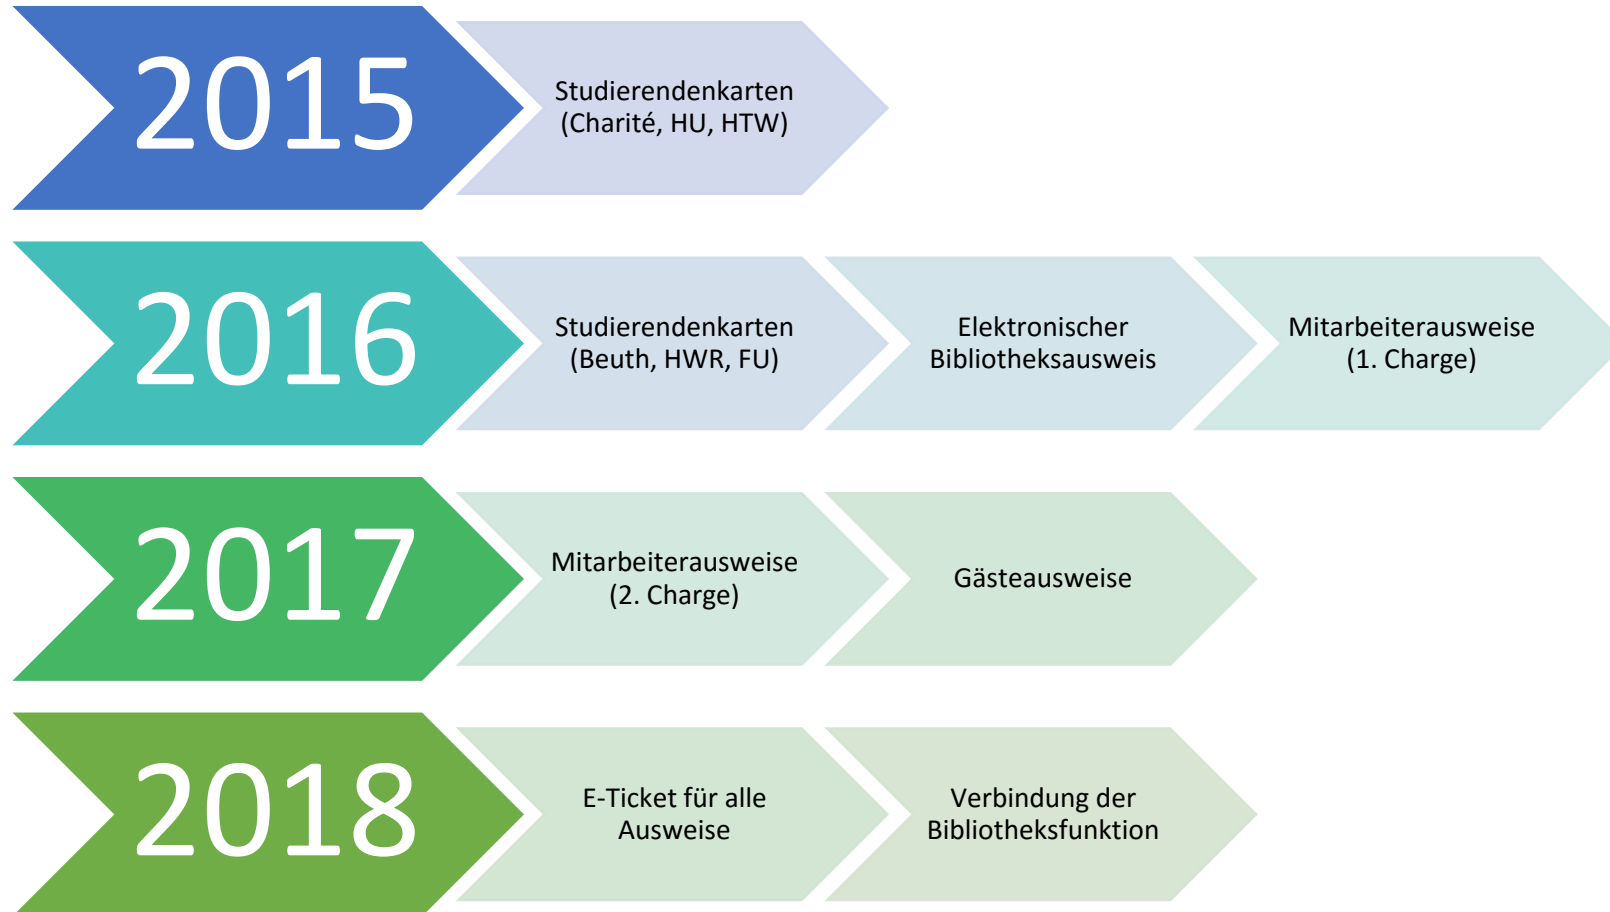 2015
Studierendenkarten
(Charité, HU, HTW)
2016
Studierendenkarten
(Beuth, HWR, FU)
Elektronischer
Bibliotheksausweis
Mitarbeiterausweise
(1. Charge)
2017
Mitarbeiterausweise
(2. Charge)
Gästeausweise
2018
E-Ticket für alle
Ausweise
Verbindung der
Bibliotheksfunktion